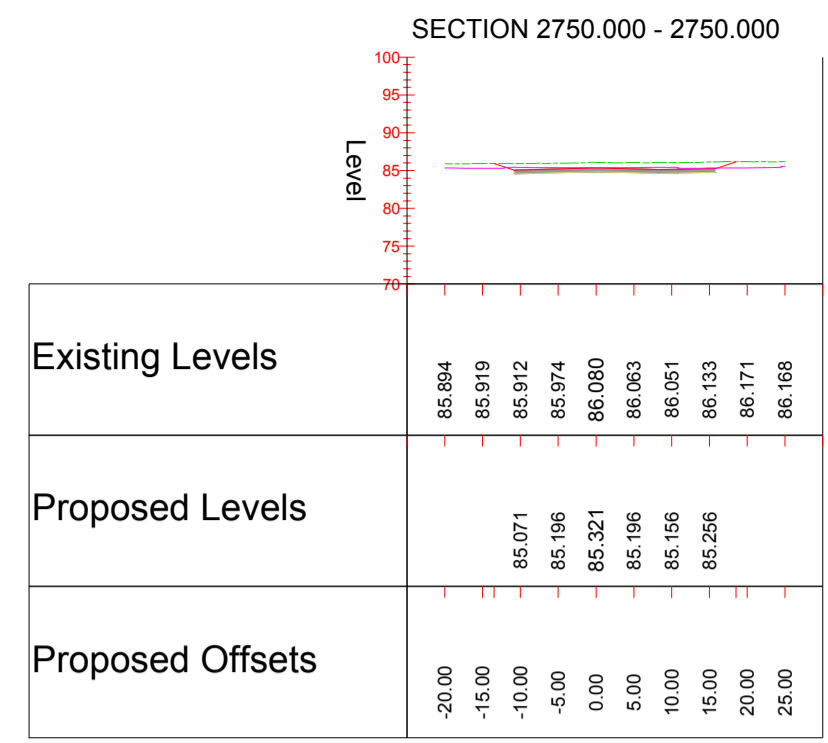 SECTION 2750.000 - 2750.000
100
95
90
85
80
75
70
Level
Existing Levels
85.894 85.919 85.912 85.974 86.080 86.063 86.051 86.133 86.171 86.168
Proposed Levels
85.071 85.196 85.321 85.196 85.156 85.256
Proposed Offsets
-20.00 -15.00 -10.00 -5.00 0.00 5.00 10.00 15.00 20.00 25.00